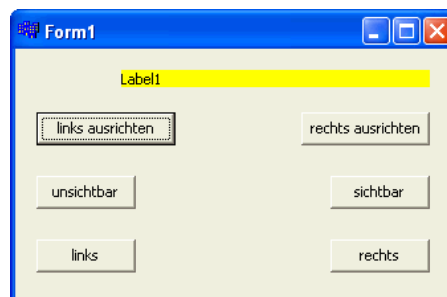 Form1
Label1
links ausrichten
rechts ausrichten
unsichtbar
sichtbar
links
rechts